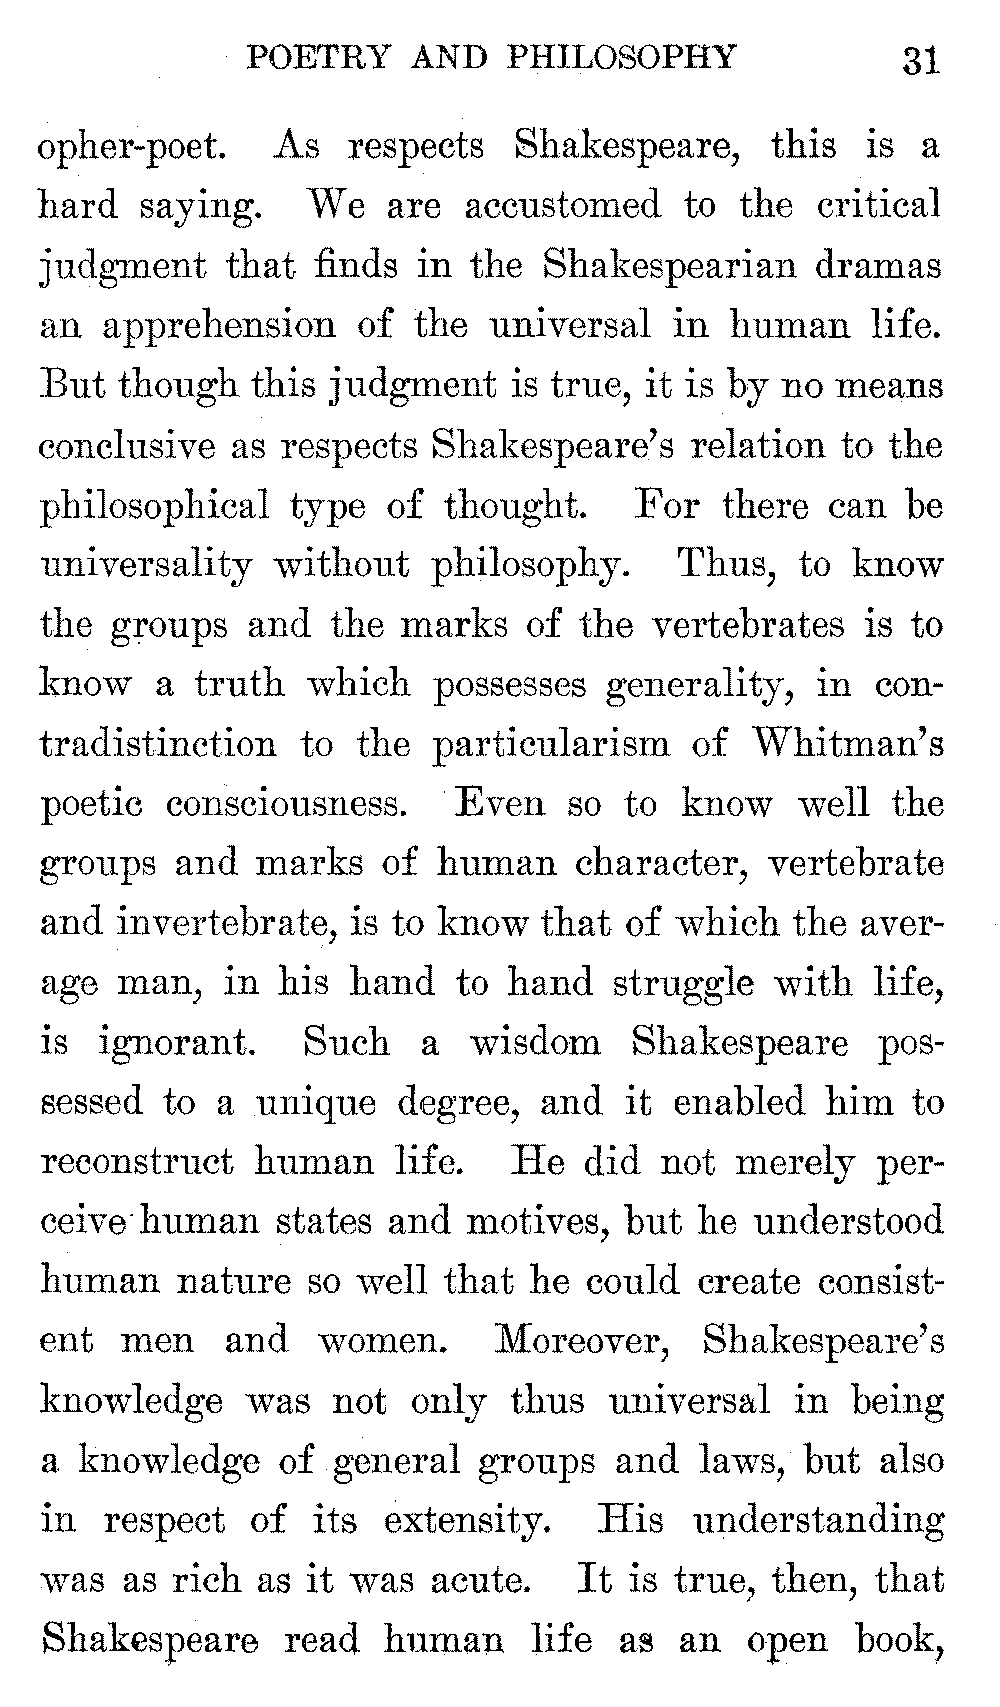 POETRY AND PHILOSOPHY 31
opher-poet. As respects Shakespeare, this is a
hard saying. We are accustomed to the critical
judgment that finds in the Shakespearian dramas
an apprehension of the universal in human life.
But though this judgment is true, it is by no means
conclusive as respects Shakespeare's relation to the
philosophical type of thought. For there can be
universality without philosophy. Thus, to know
the groups and the marks of the vertebrates is to
know a truth which possesses generality, in con-
tradistinction to the particularism of Whitman's
poetic consciousness. Even so to know well the
groups and marks of human character, vertebrate
and invertebrate, is to know that of which the aver-
age man, in his hand to hand struggle with life,
is ignorant. Such a wisdom Shakespeare pos-
sessed to a unique degree, and it enabled him to
reconstruct human life. He did not merely per-
ceive human states and motives, but he understood
human nature so well that he could create consist-
ent men and women. Moreover, Shakespeare's
knowledge was not only thus universal in being
a knowledge of general groups and laws, but also
in respect of its extensity. His understanding
was as rich as it was acute. It is true, then, that
Shakespeare read human life as an open book,